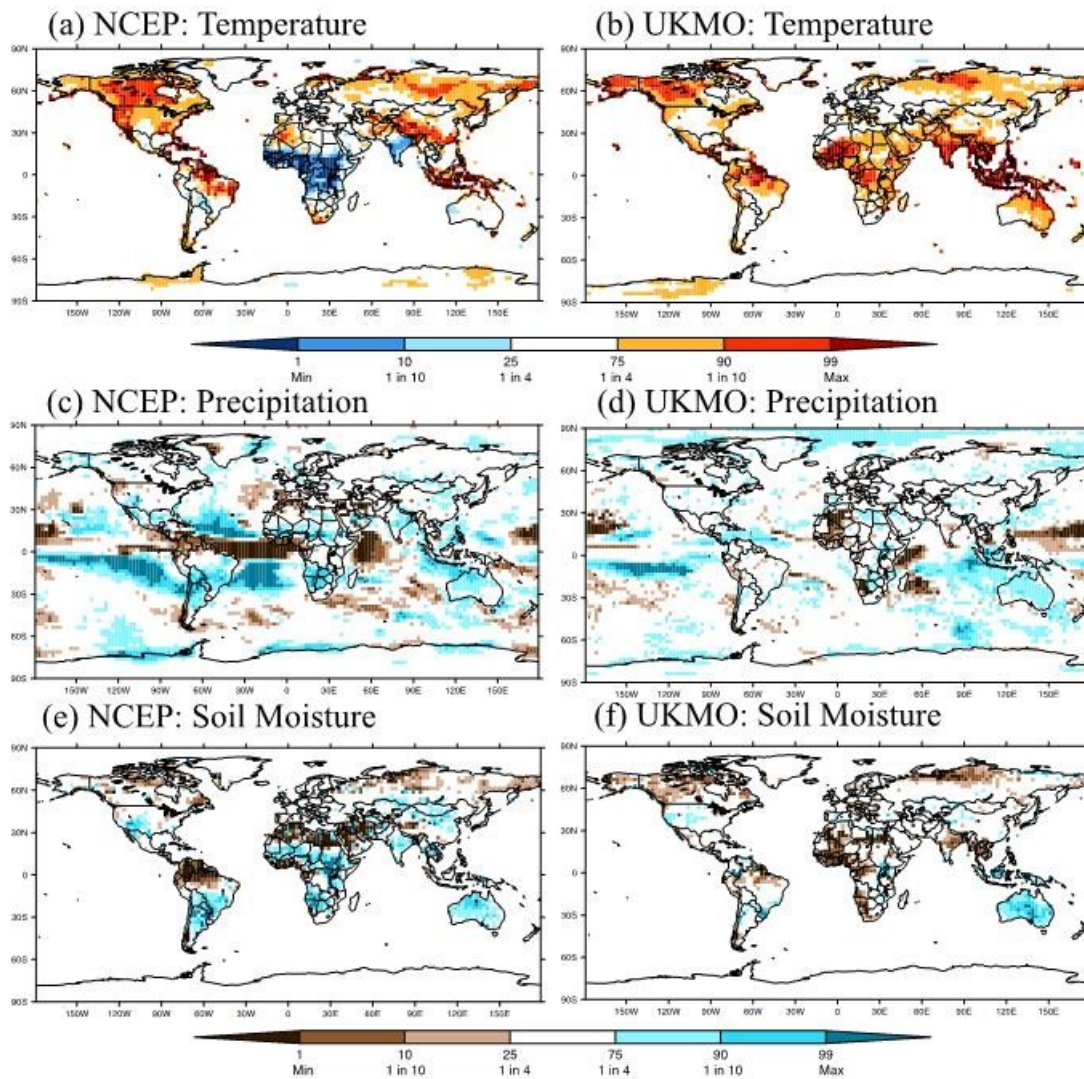 (a) NCEP: Temperature
(b) UKMO: Temperature
90N
60N
30N
0
30S
60S
90S
150W 120W 90W 60W 30W 0 30E 60E 90E 120E 150E
90N
60N
30N
0
30S
60S
90S
150W 120W 90W 60W 30W 0 30E 60E 90E 120E 150E
1 10 25 75 90 99
Min 1 in 10 1 in 4 1 in 4 1 in 10 Max
(c) NCEP: Precipitation
(d) UKMO: Precipitation
90N
60N
30N
0
30S
60S
90S
150W 120W 90W 60W 30W 0 30E 60E 90E 120E 150E
90N
60N
30N
0
30S
60S
90S
150W 120W 90W 60W 30W 0 30E 60E 90E 120E 150E
(e) NCEP: Soil Moisture
(f) UKMO: Soil Moisture
90N
60N
30N
0
30S
60S
90S
150W 120W 90W 60W 30W 0 30E 60E 90E 120E 150E
90N
60N
30N
0
30S
60S
90S
150W 120W 90W 60W 30W 0 30E 60E 90E 120E 150E
1 10 25 75 90 99
Min 1 in 10 1 in 4 1 in 4 1 in 10 Max